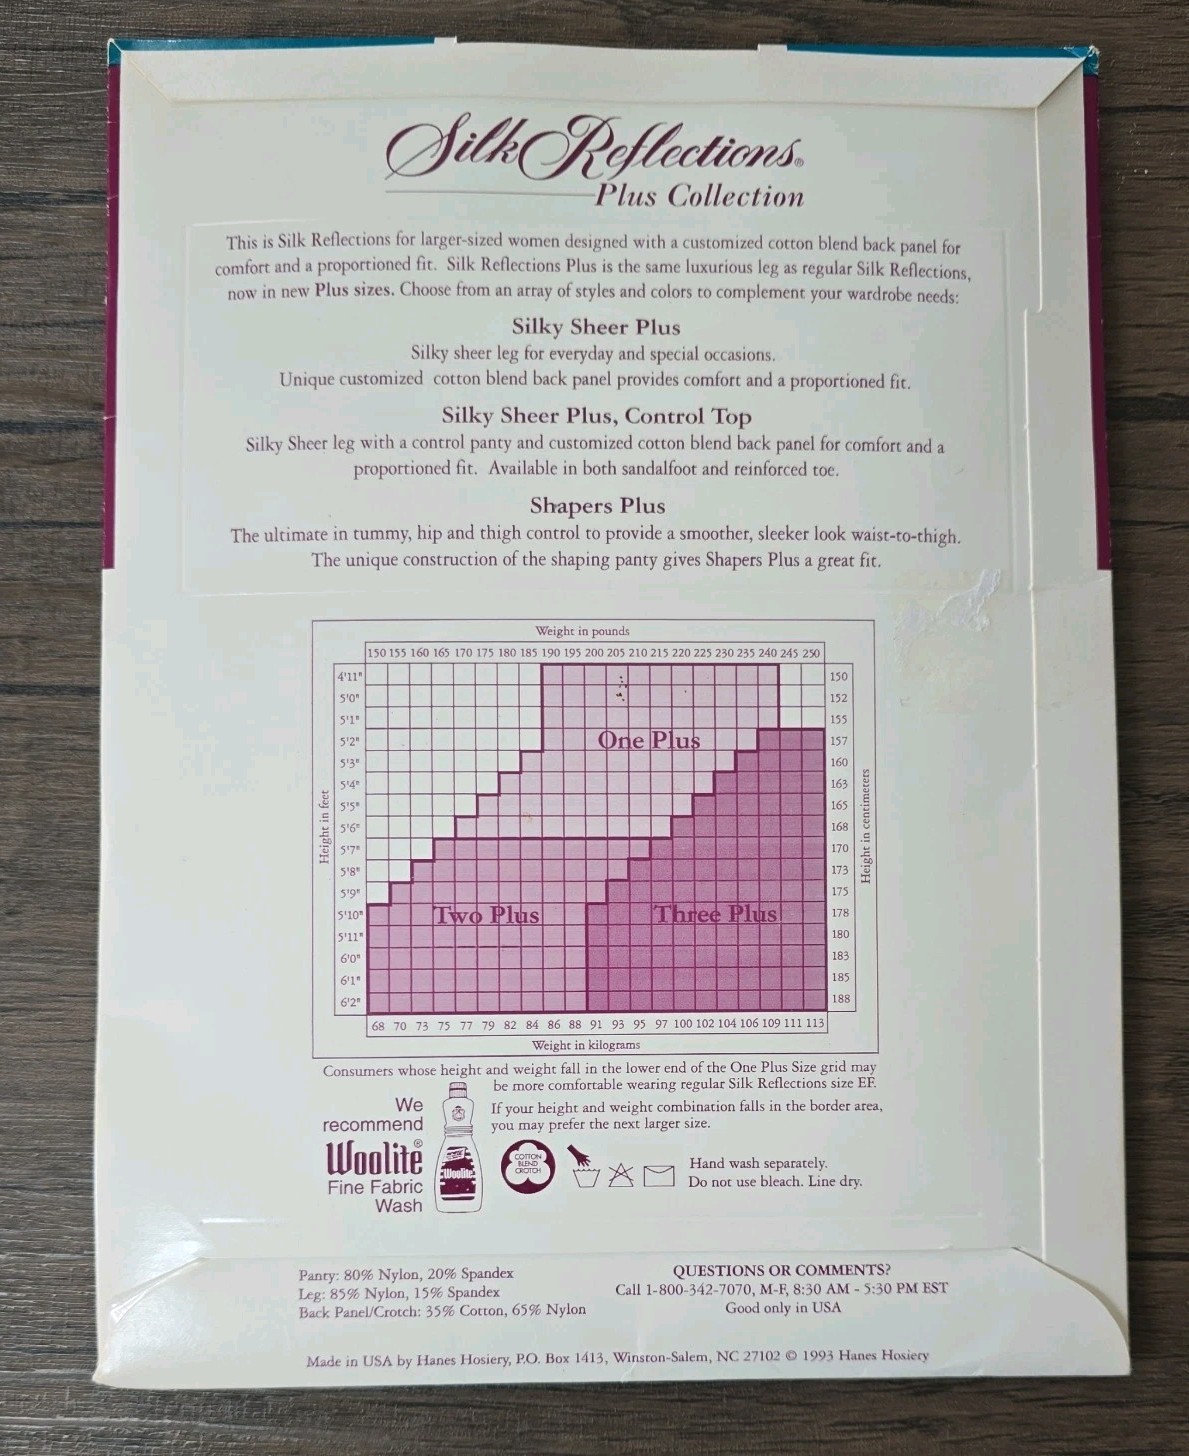 Silk Reflections®
Plus Collection
This is Silk Reflections for larger-sized women designed with a customized cotton blend back panel for
comfort and a proportioned fit. Silk Reflections Plus is the same luxurious leg as regular Silk Reflections,
now in new Plus sizes. Choose from an array of styles and colors to complement your wardrobe needs:
Silky Sheer Plus
Silky sheer leg for everyday and special occasions.
Unique customized cotton blend back panel provides comfort and a proportioned fit.
Silky Sheer Plus, Control Top
Silky Sheer leg with a control panty and customized cotton blend back panel for comfort and a
proportioned fit. Available in both sandalfoot and reinforced toe.
Shapers Plus
The ultimate in tummy, hip and thigh control to provide a smoother, sleeker look waist-to-thigh.
The unique construction of the shaping panty gives Shapers Plus a great fit.
Weight in pounds
150 155 160 165 170 175 180 185 190 195 200 205 210 215 220 225 230 235 240 245 250
4'11" 150
5'0" 152
5'1" 155
5'2" One Plus 157
5'3" 160
5'4" 163
5'5" 165
5'6" 168
5'7" 170
5'8" 173
5'9" 175
5'10" Two Plus Three Plus 178
5'11" 180
6'0" 183
6'1" 185
6'2" 188
Height in feet
Height in centimeters
68 70 73 75 77 79 82 84 86 88 91 93 95 97 100 102 104 106 109 111 113
Weight in kilograms
Consumers whose height and weight fall in the lower end of the One Plus Size grid may
be more comfortable wearing regular Silk Reflections size EF.
If your height and weight combination falls in the border area,
you may prefer the next larger size.
We
recommend
Woolite®
Fine Fabric
Wash
Woolite
COTTON
BLEND
CROTCH
Hand wash separately.
Do not use bleach. Line dry.
Panty: 80% Nylon, 20% Spandex
Leg: 85% Nylon, 15% Spandex
Back Panel/Crotch: 35% Cotton, 65% Nylon
QUESTIONS OR COMMENTS?
Call 1-800-342-7070, M-F, 8:30 AM - 5:30 PM EST
Good only in USA
Made in USA by Hanes Hosiery, P.O. Box 1413, Winston-Salem, NC 27102 © 1993 Hanes Hosiery